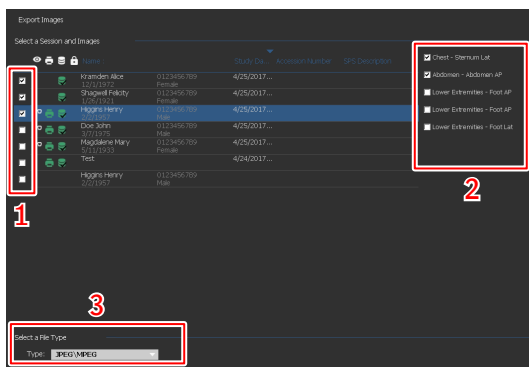 Export Images
Select a Session and Images
Name
Study Da... Accession Number SPS Description
Kramden Alice 0123456789 4/25/2017...
12/1/1972 Female
Shagwell Felicity 0123456789 4/25/2017...
1/26/1921 Female
Higgins Henry 0123456789 4/25/2017...
2/2/1957 Male
Doe John 0123456789 4/25/2017...
3/7/1975 Male
Magdalene Mary 0123456789 4/25/2017...
5/11/1933 Female
Test 4/24/2017...
Higgins Henry 0123456789
2/2/1957 Male
1
Chest - Sternum Lat
Abdomen - Abdomen AP
Lower Extremities - Foot AP
Lower Extremities - Foot AP
Lower Extremities - Foot Lat
2
3
Select a File Type
Type: JPEG\MPEG